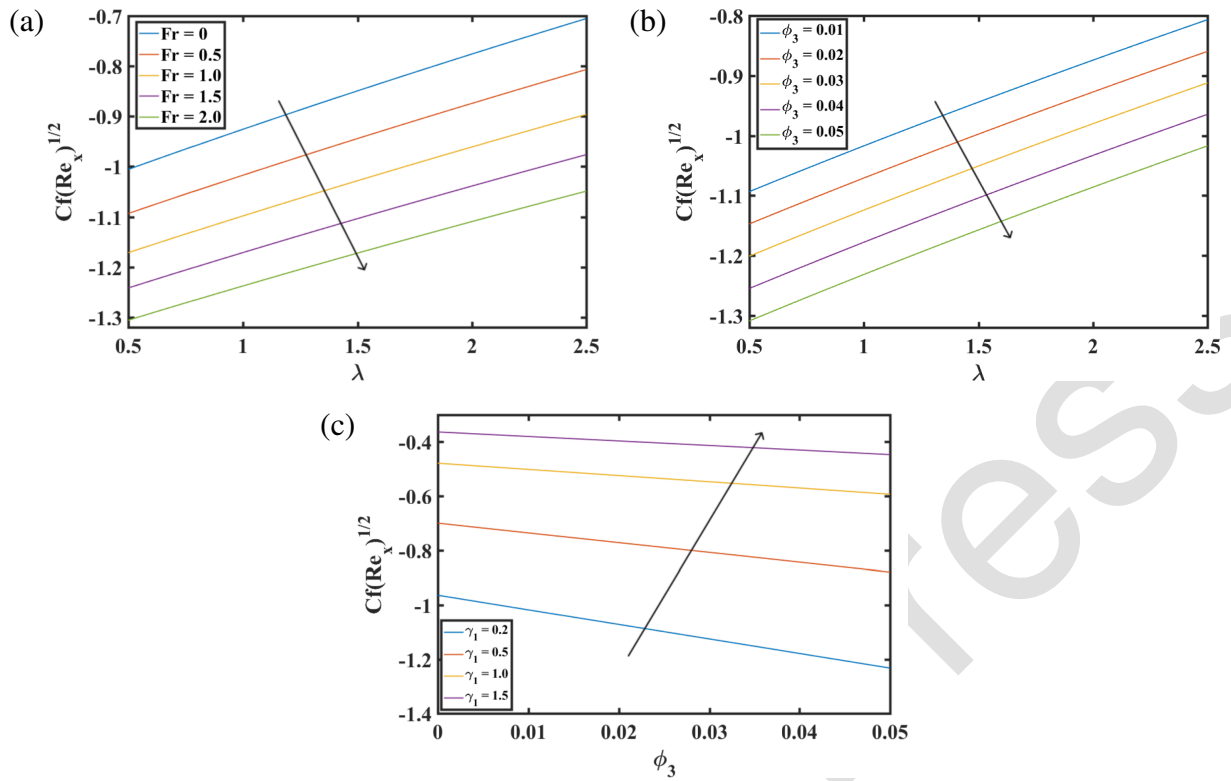 (a)
-0.7
-0.8
-0.9
-1
-1.1
-1.2
-1.3
Cf(Re_x)^1/2
Fr = 0
Fr = 0.5
Fr = 1.0
Fr = 1.5
Fr = 2.0
0.5 1 1.5 2 2.5
λ
(b)
-0.8
-0.9
-1
-1.1
-1.2
-1.3
Cf(Re_x)^1/2
ϕ_3 = 0.01
ϕ_3 = 0.02
ϕ_3 = 0.03
ϕ_3 = 0.04
ϕ_3 = 0.05
0.5 1 1.5 2 2.5
λ
(c)
-0.4
-0.6
-0.8
-1
-1.2
-1.4
Cf(Re_x)^1/2
γ_1 = 0.2
γ_1 = 0.5
γ_1 = 1.0
γ_1 = 1.5
0 0.01 0.02 0.03 0.04 0.05
ϕ_3